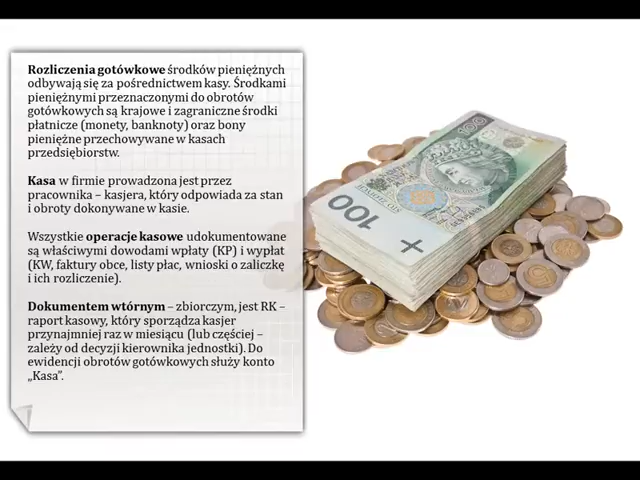 Rozliczenia gotówkowe środków pieniężnych
odbywają się za pośrednictwem kasy. Środkami
pieniężnymi przeznaczonymi do obrotów
gotówkowych są krajowe i zagraniczne środki
płatnicze (monety, banknoty) oraz bony
pieniężne przechowywane w kasach
przedsiębiorstw.
Kasa w firmie prowadzona jest przez
pracownika – kasjera, który odpowiada za stan
i obroty dokonywane w kasie.
Wszystkie operacje kasowe udokumentowane
są właściwymi dowodami wpłaty (KP) i wypłat
(KW, faktury obce, listy płac, wnioski o zaliczkę
i ich rozliczenie).
Dokumentem wtórnym – zbiorczym, jest RK –
raport kasowy, który sporządza kasjer
przynajmniej raz w miesiącu (lub częściej –
zależy od decyzji kierownika jednostki). Do
ewidencji obrotów gotówkowych służy konto
„Kasa”.
100
100